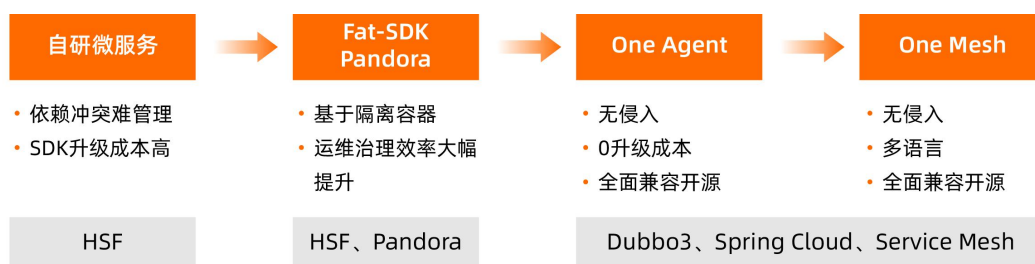 自研微服务
Fat-SDK
Pandora
One Agent
One Mesh
• 依赖冲突难管理
• SDK升级成本高
• 基于隔离容器
• 运维治理效率大幅
提升
• 无侵入
• 0升级成本
• 全面兼容开源
• 无侵入
• 多语言
• 全面兼容开源
HSF
HSF、Pandora
Dubbo3、Spring Cloud、Service Mesh